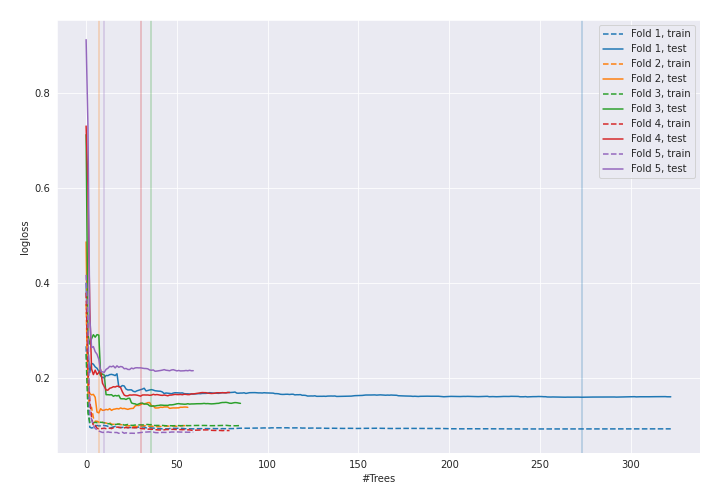 Fold 1, train
Fold 1, test
Fold 2, train
Fold 2, test
Fold 3, train
Fold 3, test
Fold 4, train
Fold 4, test
Fold 5, train
Fold 5, test
logloss
0.8
0.6
0.4
0.2
0 50 100 150 200 250 300
#Trees